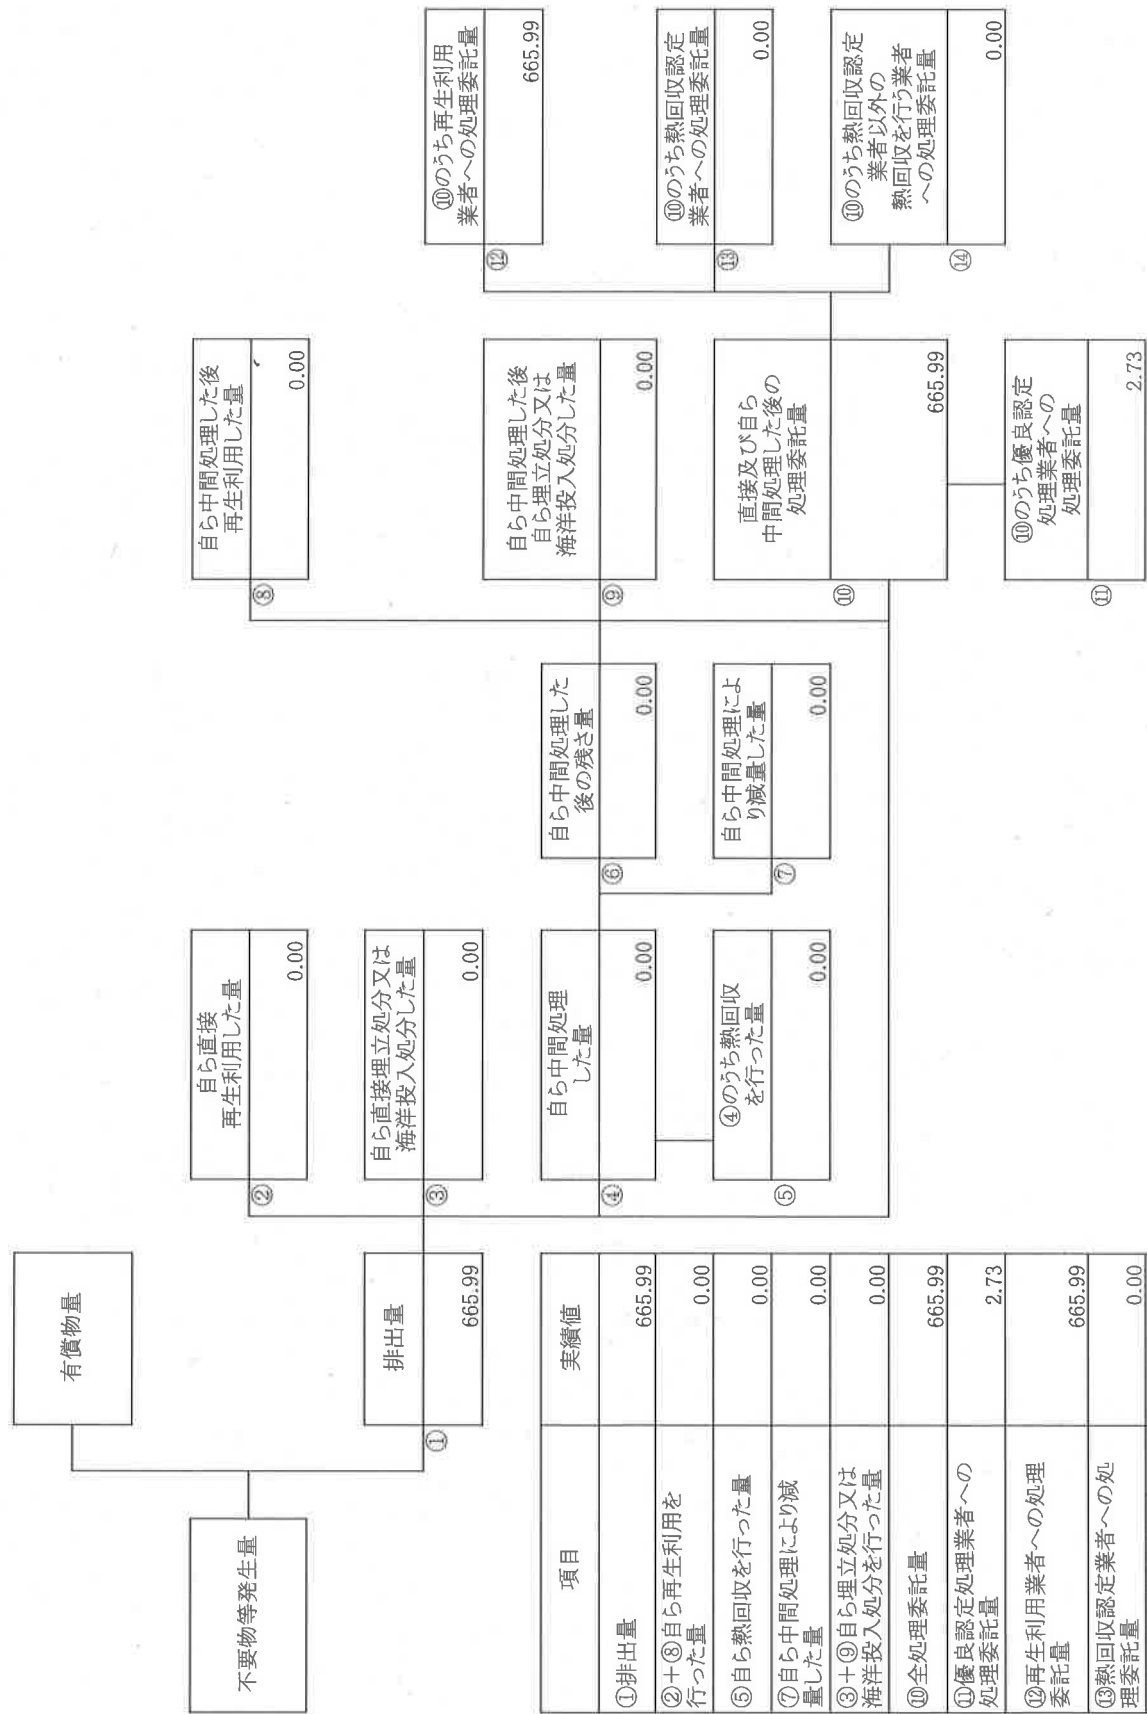 不要物等発生量
有償物量
①
排出量
665.99
②
自ら直接
再生利用した量
0.00
③
自ら直接埋立処分又は
海洋投入処分した量
0.00
④
自ら中間処理
した量
0.00
⑤
④のうち熱回収
を行った量
0.00
⑥
自ら中間処理した
後の残さ量
0.00
⑦
自ら中間処理によ
り減量した量
0.00
⑧
自ら中間処理した後
再生利用した量
0.00
⑨
自ら中間処理した後
自ら埋立処分又は
海洋投入処分した量
0.00
⑩
直接及び自ら
中間処理した後の
処理委託量
665.99
⑪
⑩のうち優良認定
処理業者への
処理委託量
2.73
⑫
⑩のうち再生利用
業者への処理委託量
665.99
⑬
⑩のうち熱回収認定
業者への処理委託量
0.00
⑭
⑩のうち熱回収認定
業者以外の
熱回収を行う業者
への処理委託量
0.00
項目 実績値
①排出量 665.99
②+⑧自ら再生利用を
行った量 0.00
⑤自ら熱回収を行った量 0.00
⑦自ら中間処理により減
量した量 0.00
③+⑨自ら埋立処分又は
海洋投入処分を行った量 0.00
⑩全処理委託量 665.99
⑪優良認定処理業者への
処理委託量 2.73
⑫再生利用業者への処理
委託量 665.99
⑬熱回収認定業者への処
理委託量 0.00